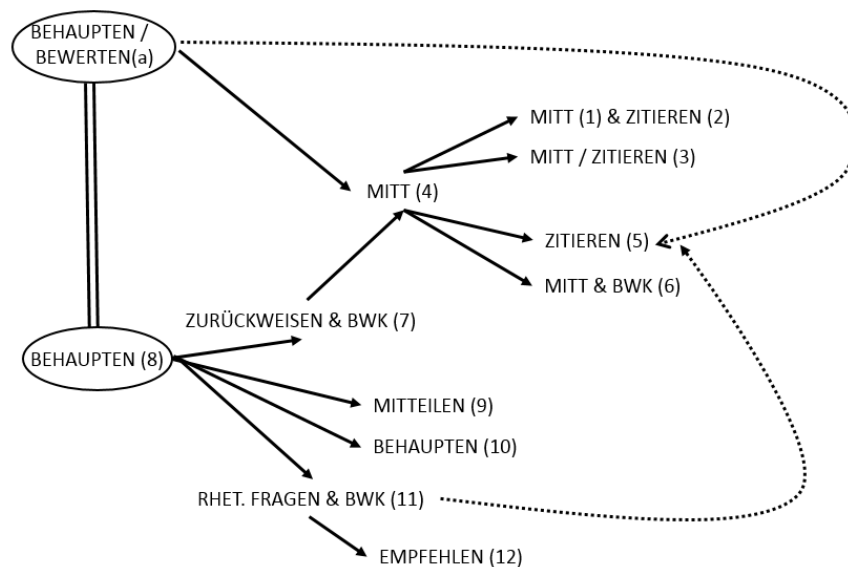 BEHAUPTEN /
BEWERTEN(a)
MITT (1) & ZITIEREN (2)
MITT / ZITIEREN (3)
MITT (4)
ZITIEREN (5)
MITT & BWK (6)
ZURÜCKWEISEN & BWK (7)
BEHAUPTEN (8)
MITTEILEN (9)
BEHAUPTEN (10)
RHET. FRAGEN & BWK (11)
EMPFEHLEN (12)